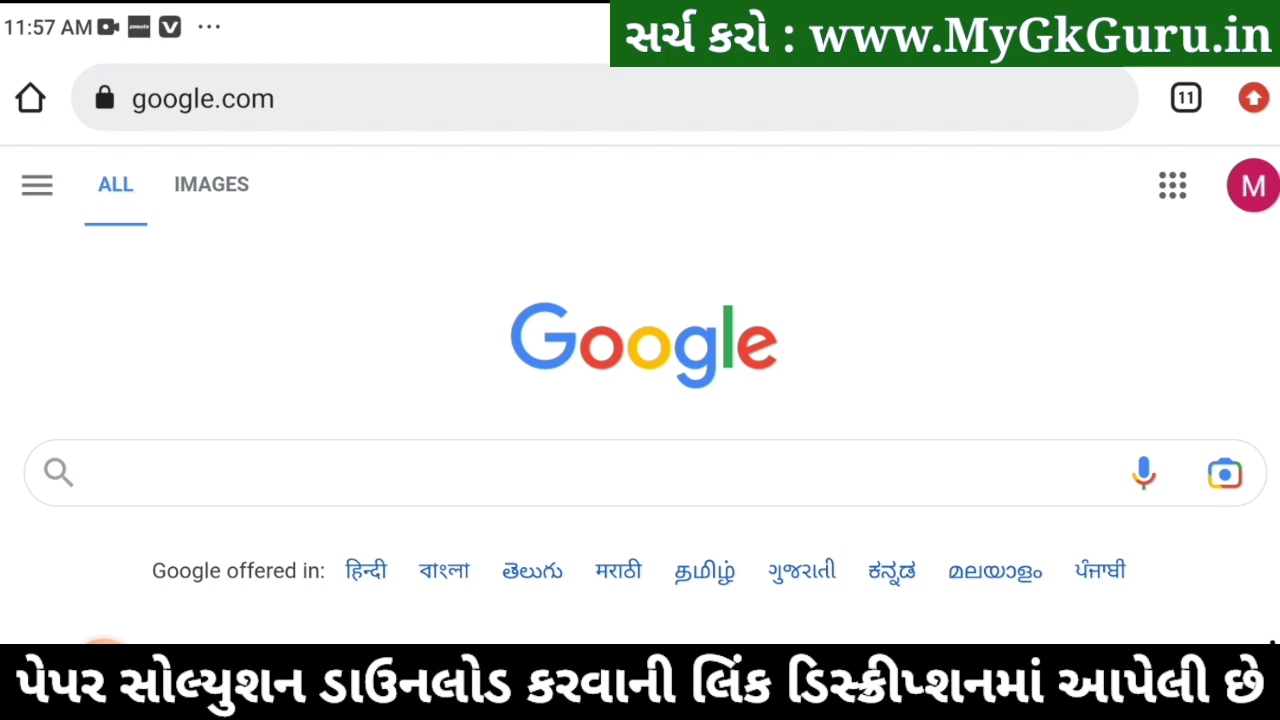 11:57 AM
સર્ચ કરો : www.MyGkGuru.in
google.com
11
ALL IMAGES
M
Google
Google offered in: हिन्दी বাংলা తెలుగు मराठी தமிழ் ગુજરાતી ಕನ್ನಡ മലയാളം ਪੰਜਾਬੀ
પેપર સોલ્યુશન ડાઉનલોડ કરવાની લિંક ડિસ્ક્રીપ્શનમાં આપેલી છે